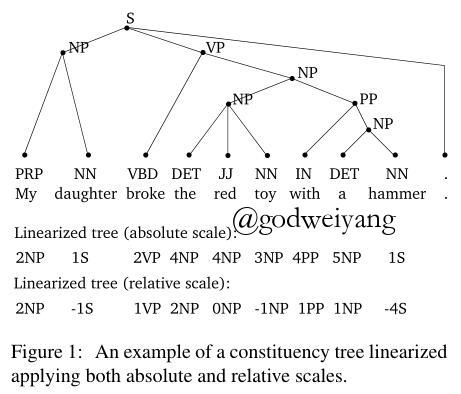 S
NP
VP
NP
NP
PP
NP
PRP NN VBD DET JJ NN IN DET NN .
My daughter broke the red toy with a hammer .
@godweiyang
Linearized tree (absolute scale):
2NP 1S 2VP 4NP 4NP 3NP 4PP 5NP 1S
Linearized tree (relative scale):
2NP -1S 1VP 2NP 0NP -1NP 1PP 1NP -4S
Figure 1: An example of a constituency tree linearized
applying both absolute and relative scales.